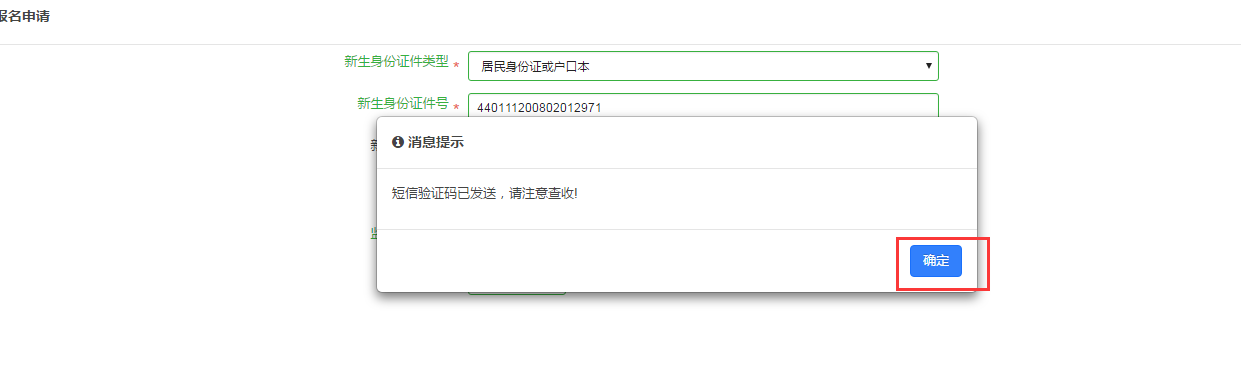 报名申请
新生身份证件类型 *
居民身份证或户口本
新生身份证件号 *
440111200802012971
消息提示
短信验证码已发送，请注意查收!
确定